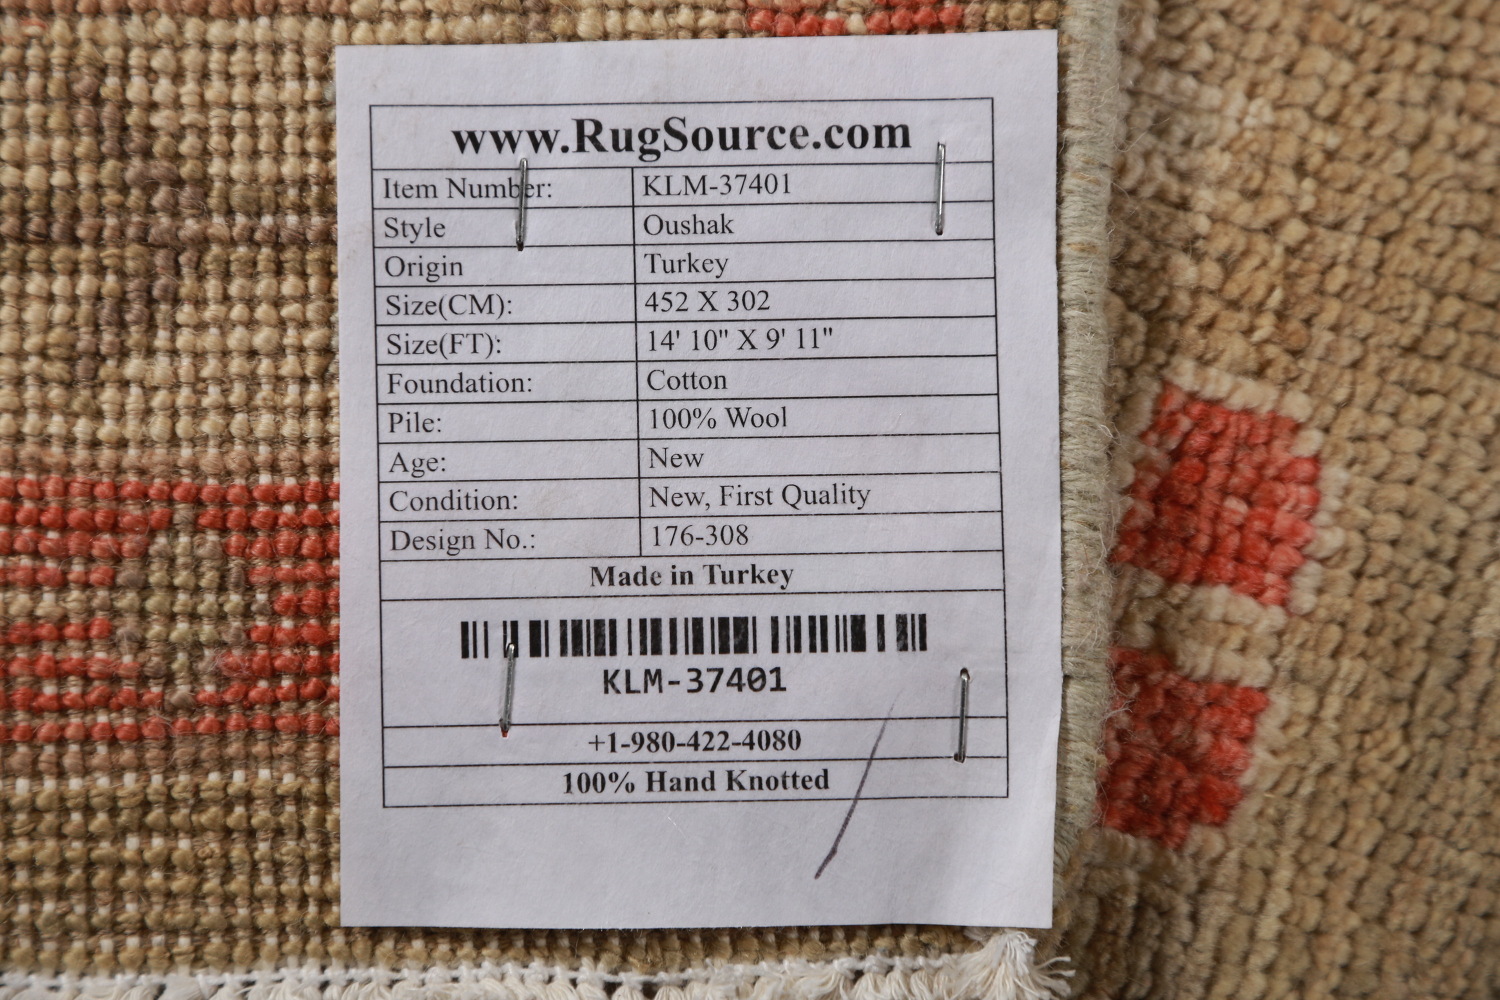 www.RugSource.com
Item Number: KLM-37401
Style Oushak
Origin Turkey
Size(CM): 452 X 302
Size(FT): 14' 10" X 9' 11"
Foundation: Cotton
Pile: 100% Wool
Age: New
Condition: New, First Quality
Design No.: 176-308
Made in Turkey
KLM-37401
+1-980-422-4080
100% Hand Knotted